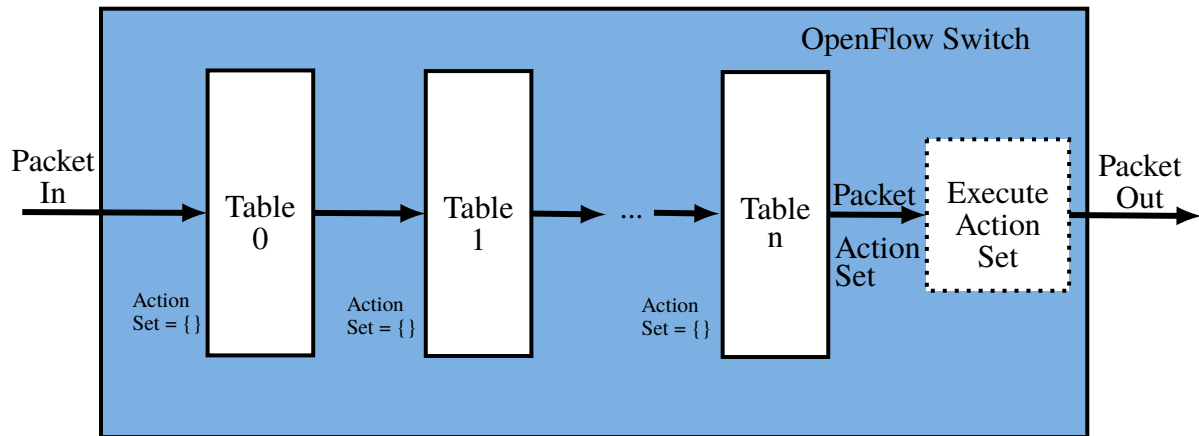 OpenFlow Switch
Packet
In
Table
0
Action
Set = {}
Table
1
Action
Set = {}
...
Table
n
Action
Set = {}
Packet
Action
Set
Execute
Action
Set
Packet
Out